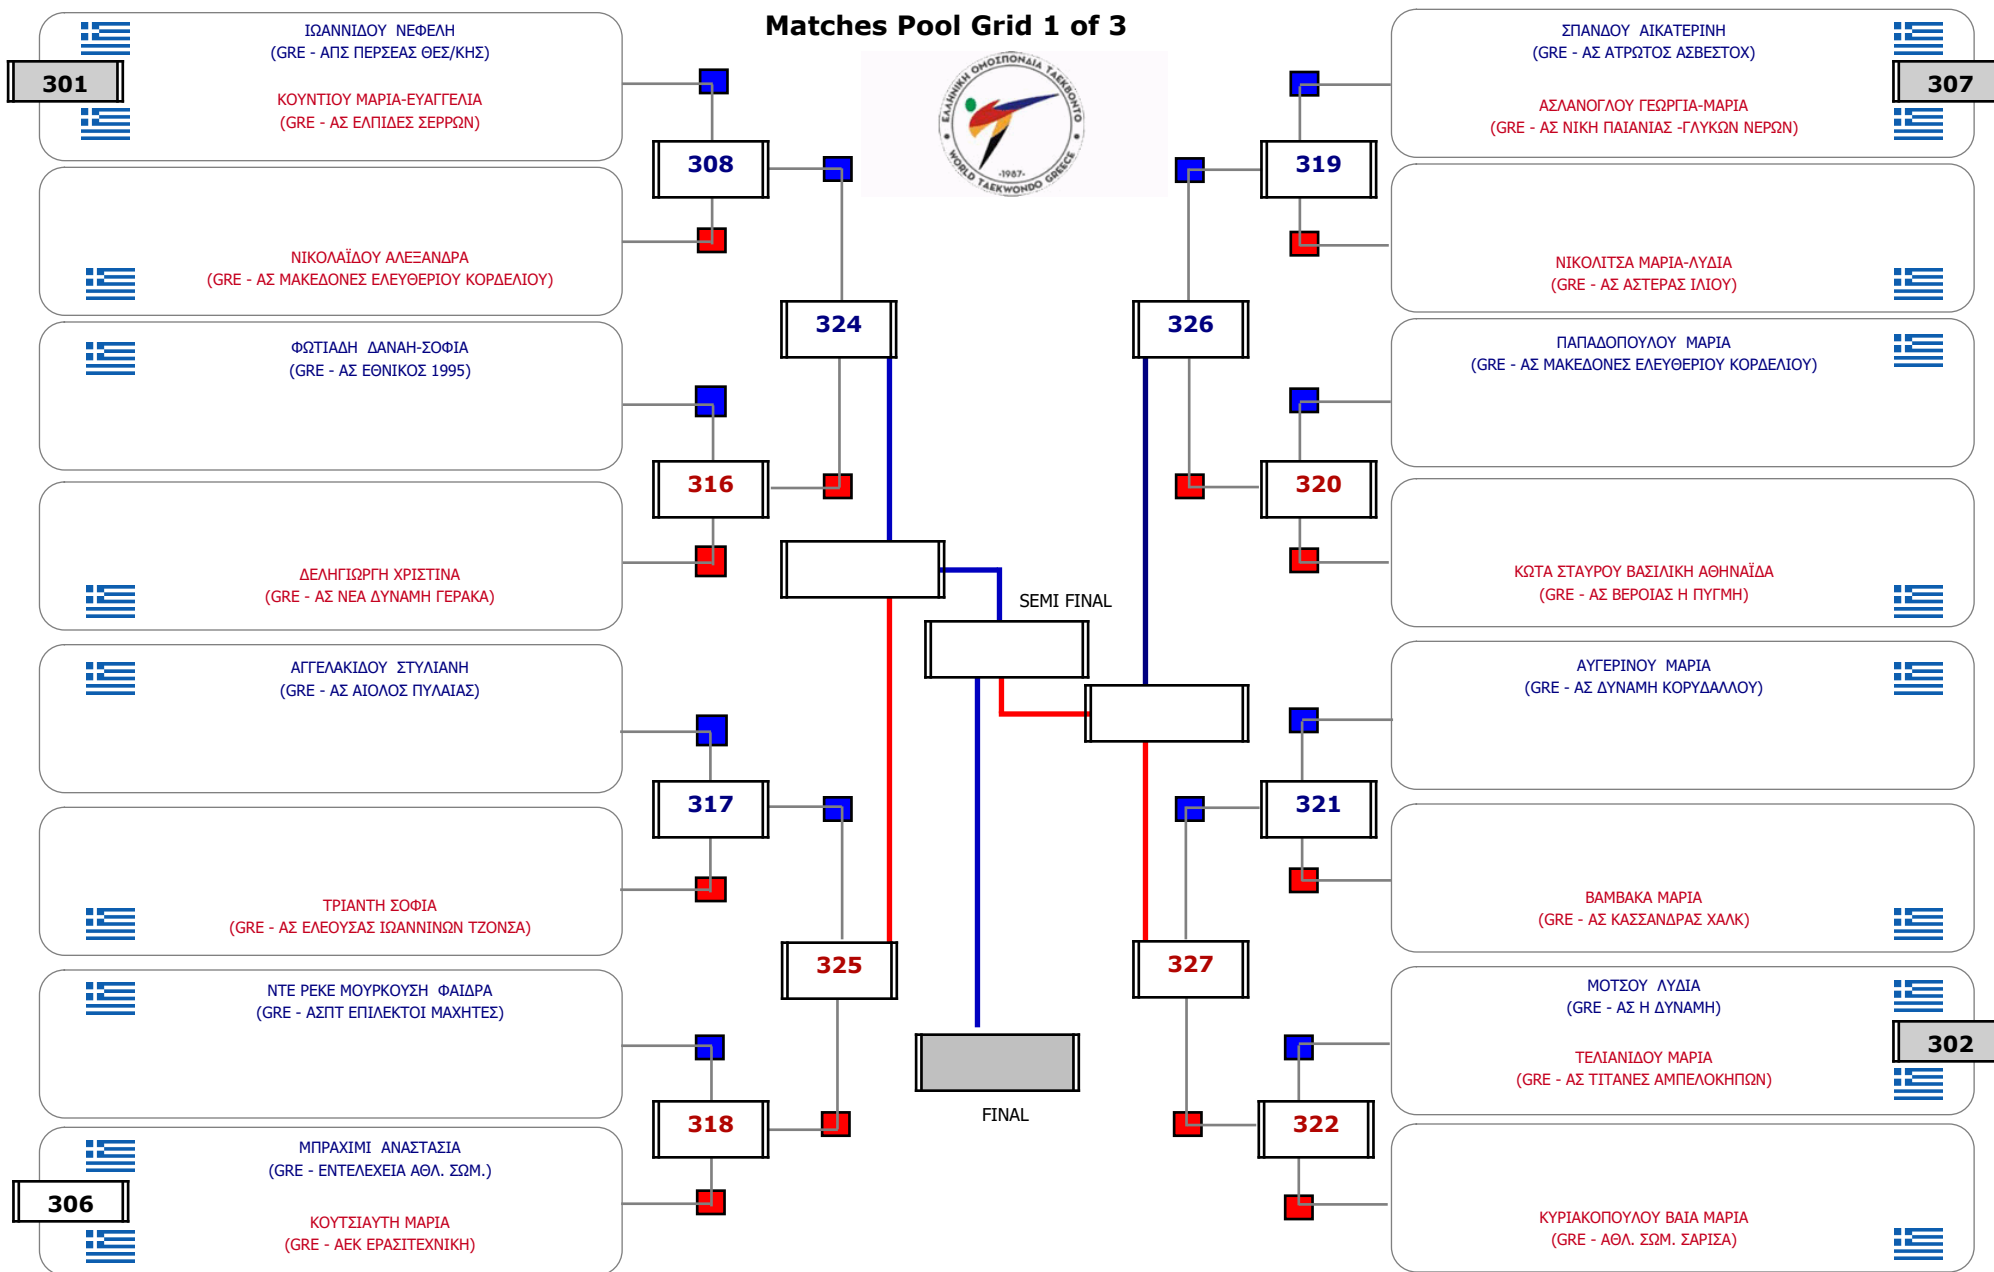 Matches Pool Grid 1 of 3
ΕΛΛΗΝΙΚΗ ΟΜΟΣΠΟΝΔΙΑ ΤΑΕΚΒΟΝΤΟ
-1987-
WORLD TAEKWONDO GREECE
301
ΙΩΑΝΝΙΔΟΥ ΝΕΦΕΛΗ
(GRE - ΑΠΣ ΠΕΡΣΕΑΣ ΘΕΣ/ΚΗΣ)
ΚΟΥΝΤΙΟΥ ΜΑΡΙΑ-ΕΥΑΓΓΕΛΙΑ
(GRE - ΑΣ ΕΛΠΙΔΕΣ ΣΕΡΡΩΝ)
308
ΝΙΚΟΛΑΪΔΟΥ ΑΛΕΞΑΝΔΡΑ
(GRE - ΑΣ ΜΑΚΕΔΟΝΕΣ ΕΛΕΥΘΕΡΙΟΥ ΚΟΡΔΕΛΙΟΥ)
324
ΦΩΤΙΑΔΗ ΔΑΝΑΗ-ΣΟΦΙΑ
(GRE - ΑΣ ΕΘΝΙΚΟΣ 1995)
316
ΔΕΛΗΓΙΩΡΓΗ ΧΡΙΣΤΙΝΑ
(GRE - ΑΣ ΝΕΑ ΔΥΝΑΜΗ ΓΕΡΑΚΑ)
ΑΓΓΕΛΑΚΙΔΟΥ ΣΤΥΛΙΑΝΗ
(GRE - ΑΣ ΑΙΟΛΟΣ ΠΥΛΑΙΑΣ)
317
ΤΡΙΑΝΤΗ ΣΟΦΙΑ
(GRE - ΑΣ ΕΛΕΟΥΣΑΣ ΙΩΑΝΝΙΝΩΝ ΤΖΟΝΣΑ)
325
ΝΤΕ ΡΕΚΕ ΜΟΥΡΚΟΥΣΗ ΦΑΙΔΡΑ
(GRE - ΑΣΠΤ ΕΠΙΛΕΚΤΟΙ ΜΑΧΗΤΕΣ)
318
306
ΜΠΡΑΧΙΜΙ ΑΝΑΣΤΑΣΙΑ
(GRE - ΕΝΤΕΛΕΧΕΙΑ ΑΘΛ. ΣΩΜ.)
ΚΟΥΤΣΙΑΥΤΗ ΜΑΡΙΑ
(GRE - ΑΕΚ ΕΡΑΣΙΤΕΧΝΙΚΗ)
SEMI FINAL
FINAL
ΣΠΑΝΔΟΥ ΑΙΚΑΤΕΡΙΝΗ
(GRE - ΑΣ ΑΤΡΩΤΟΣ ΑΣΒΕΣΤΟΧ)
307
ΑΣΛΑΝΟΓΛΟΥ ΓΕΩΡΓΙΑ-ΜΑΡΙΑ
(GRE - ΑΣ ΝΙΚΗ ΠΑΙΑΝΙΑΣ -ΓΛΥΚΩΝ ΝΕΡΩΝ)
319
ΝΙΚΟΛΙΤΣΑ ΜΑΡΙΑ-ΛΥΔΙΑ
(GRE - ΑΣ ΑΣΤΕΡΑΣ ΙΛΙΟΥ)
326
ΠΑΠΑΔΟΠΟΥΛΟΥ ΜΑΡΙΑ
(GRE - ΑΣ ΜΑΚΕΔΟΝΕΣ ΕΛΕΥΘΕΡΙΟΥ ΚΟΡΔΕΛΙΟΥ)
320
ΚΩΤΑ ΣΤΑΥΡΟΥ ΒΑΣΙΛΙΚΗ ΑΘΗΝΑΪΔΑ
(GRE - ΑΣ ΒΕΡΟΙΑΣ Η ΠΥΓΜΗ)
ΑΥΓΕΡΙΝΟΥ ΜΑΡΙΑ
(GRE - ΑΣ ΔΥΝΑΜΗ ΚΟΡΥΔΑΛΛΟΥ)
321
ΒΑΜΒΑΚΑ ΜΑΡΙΑ
(GRE - ΑΣ ΚΑΣΣΑΝΔΡΑΣ ΧΑΛΚ)
327
ΜΟΤΣΟΥ ΛΥΔΙΑ
(GRE - ΑΣ Η ΔΥΝΑΜΗ)
302
ΤΕΛΙΑΝΙΔΟΥ ΜΑΡΙΑ
(GRE - ΑΣ ΤΙΤΑΝΕΣ ΑΜΠΕΛΟΚΗΠΩΝ)
322
ΚΥΡΙΑΚΟΠΟΥΛΟΥ ΒΑΙΑ ΜΑΡΙΑ
(GRE - ΑΘΛ. ΣΩΜ. ΣΑΡΙΣΑ)